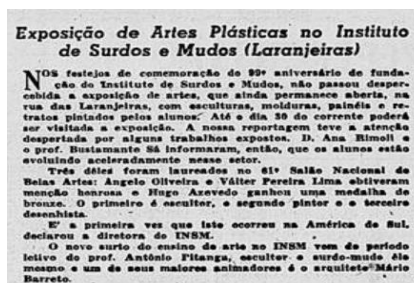 Exposição de Artes Plásticas no Instituto
de Surdos e Mudos (Laranjeiras)
NOS festejos de comemoração do 99º aniversário de funda-
ção do Instituto de Surdos e Mudos, não passou desper-
cebida a exposição de artes, que ainda permanece aberta, na
rua das Laranjeiras, com esculturas, molduras, painéis e re-
tratos pintados pelos alunos. Até o dia 30 do corrente poderá
ser visitada a exposição. A nossa reportagem teve a atenção
despertada por alguns trabalhos expostos. D. Ana Rimoli e
o prof. Bustamante Sá informaram, então, que os alunos estão
evoluindo aceleradamente nesse setor.
Três dêles foram laureados no 61º Salão Nacional de
Belas Artes: Angelo Oliveira e Válter Pereira Lima obtiveram
menção honrosa e Hugo Azevedo ganhou uma medalha de
bronze. O primeiro é escultor, o segundo pintor e o terceiro
desenhista.
E' a primeira vez que isto ocorreu na América do Sul,
declarou a diretora do INSM.
O novo surto do ensino de arte no INSM vem do período
letivo do prof. Antônio Pitanga, escultor e surdo-mudo êle
mesmo e um de seus maiores animadores é o arquiteto Mário
Barreto.